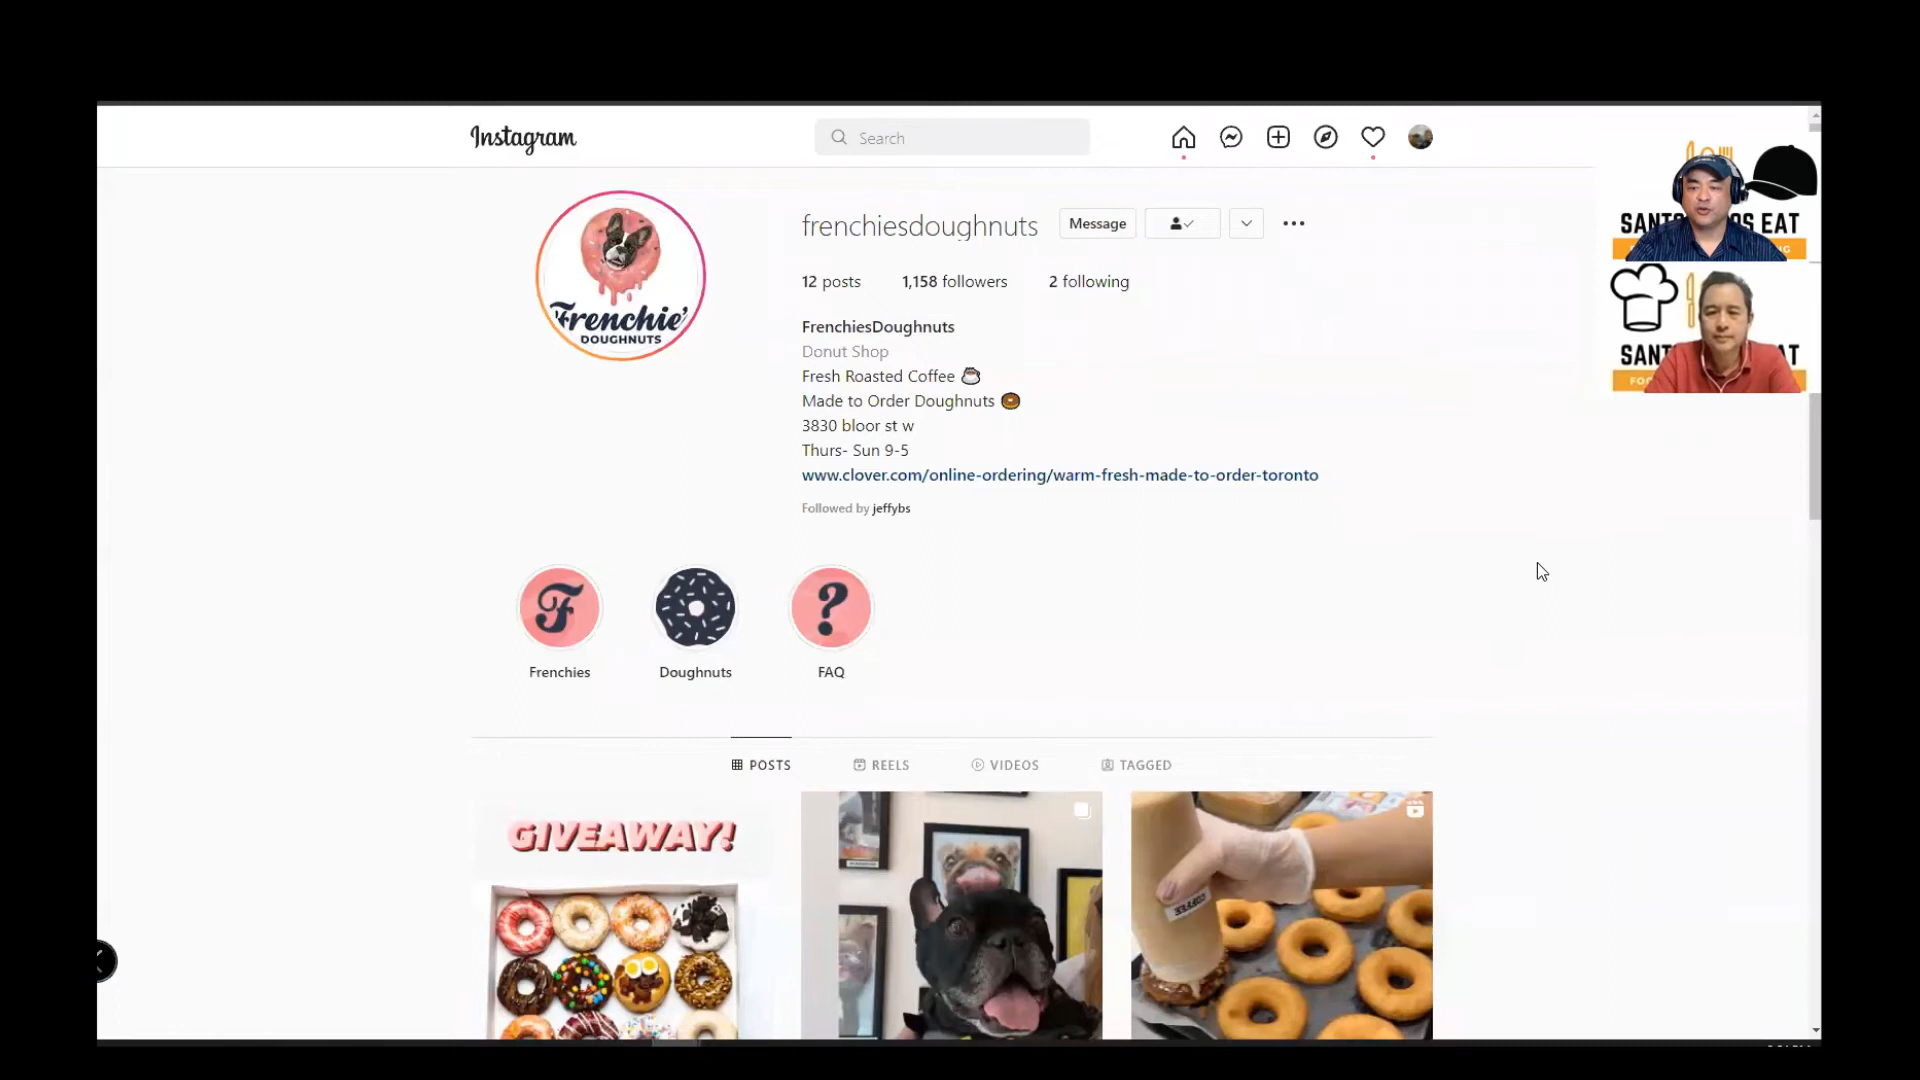 Instagram
Search
frenchiesdoughnuts
Message
12 posts
1,158 followers
2 following
FrenchiesDoughnuts
Donut Shop
Fresh Roasted Coffee
Made to Order Doughnuts
3830 bloor st w
Thurs- Sun 9-5
www.clover.com/online-ordering/warm-fresh-made-to-order-toronto
Followed by jeffybs
Frenchie'
DOUGHNUTS
F
?
Frenchies
Doughnuts
FAQ
POSTS
REELS
VIDEOS
TAGGED
GIVEAWAY!
COFFEE
EAT